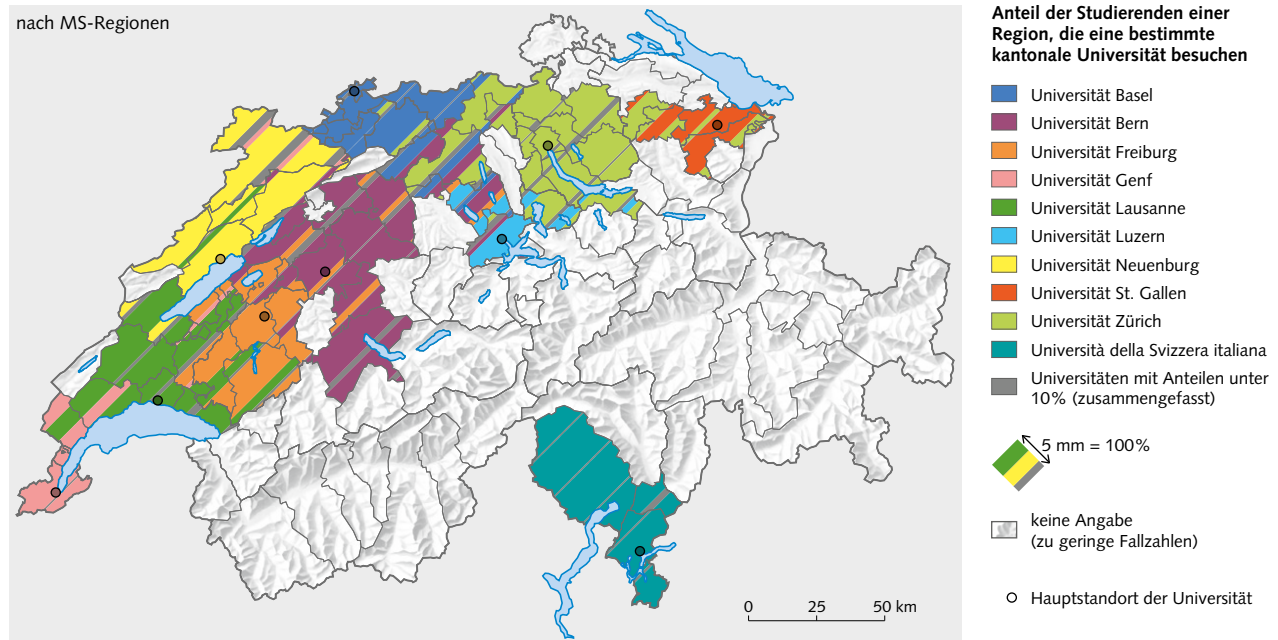 nach MS-Regionen
Anteil der Studierenden einer
Region, die eine bestimmte
kantonale Universität besuchen
Universität Basel
Universität Bern
Universität Freiburg
Universität Genf
Universität Lausanne
Universität Luzern
Universität Neuenburg
Universität St. Gallen
Universität Zürich
Università della Svizzera italiana
Universitäten mit Anteilen unter
10% (zusammengefasst)
5 mm = 100%
keine Angabe
(zu geringe Fallzahlen)
Hauptstandort der Universität
0 25 50 km